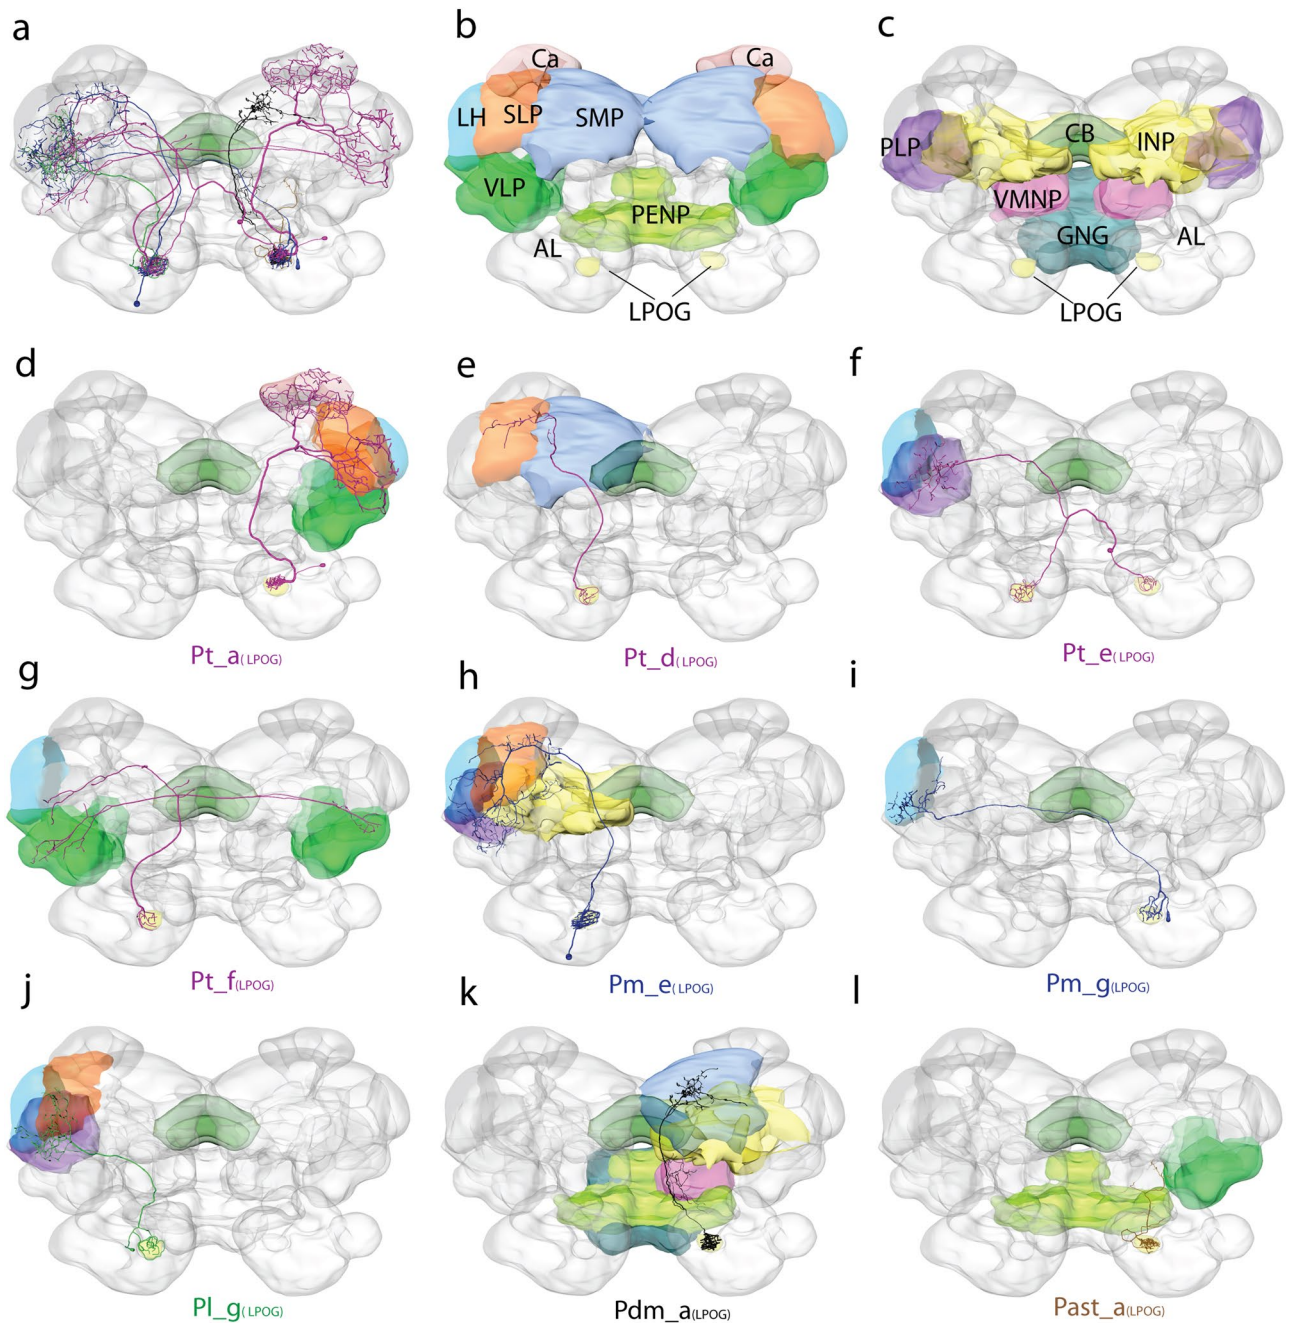 a
b
c
Ca
Ca
LH
SLP
SMP
VLP
PENP
AL
LPOG
PLP
CB
INP
VMNP
GNG
AL
LPOG
d
e
f
Pt_a(LPOG)
Pt_d(LPOG)
Pt_e(LPOG)
g
h
i
Pt_f(LPOG)
Pm_e(LPOG)
Pm_g(LPOG)
j
k
l
Pl_g(LPOG)
Pdm_a(LPOG)
Past_a(LPOG)